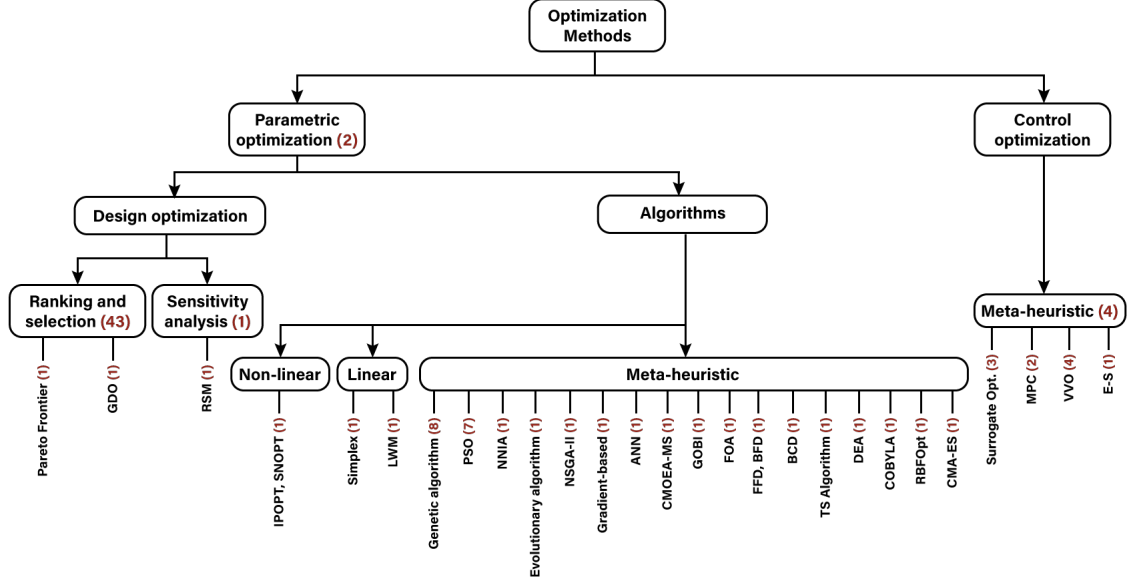 Optimization
Methods
Parametric
optimization (2)
Control
optimization
Design optimization
Algorithms
Ranking and
selection (43)
Sensitivity
analysis (1)
Meta-heuristic (4)
Non-linear
Linear
Meta-heuristic
Pareto Frontier (1)
GDO (1)
RSM (1)
IPOPT, SNOPT (1)
Simplex (1)
LWM (1)
Genetic algorithm (8)
PSO (7)
NNIA (1)
Evolutionary algorithm (1)
NSGA-II (1)
Gradient-based (1)
ANN (1)
CMOEA-MS (1)
GOBI (1)
FOA (1)
FFD, BFD (1)
BCD (1)
TS Algorithm (1)
DEA (1)
COBYLA (1)
RBFOpt (1)
CMA-ES (1)
Surrogate Opt. (3)
MPC (2)
VVO (4)
E-S (1)